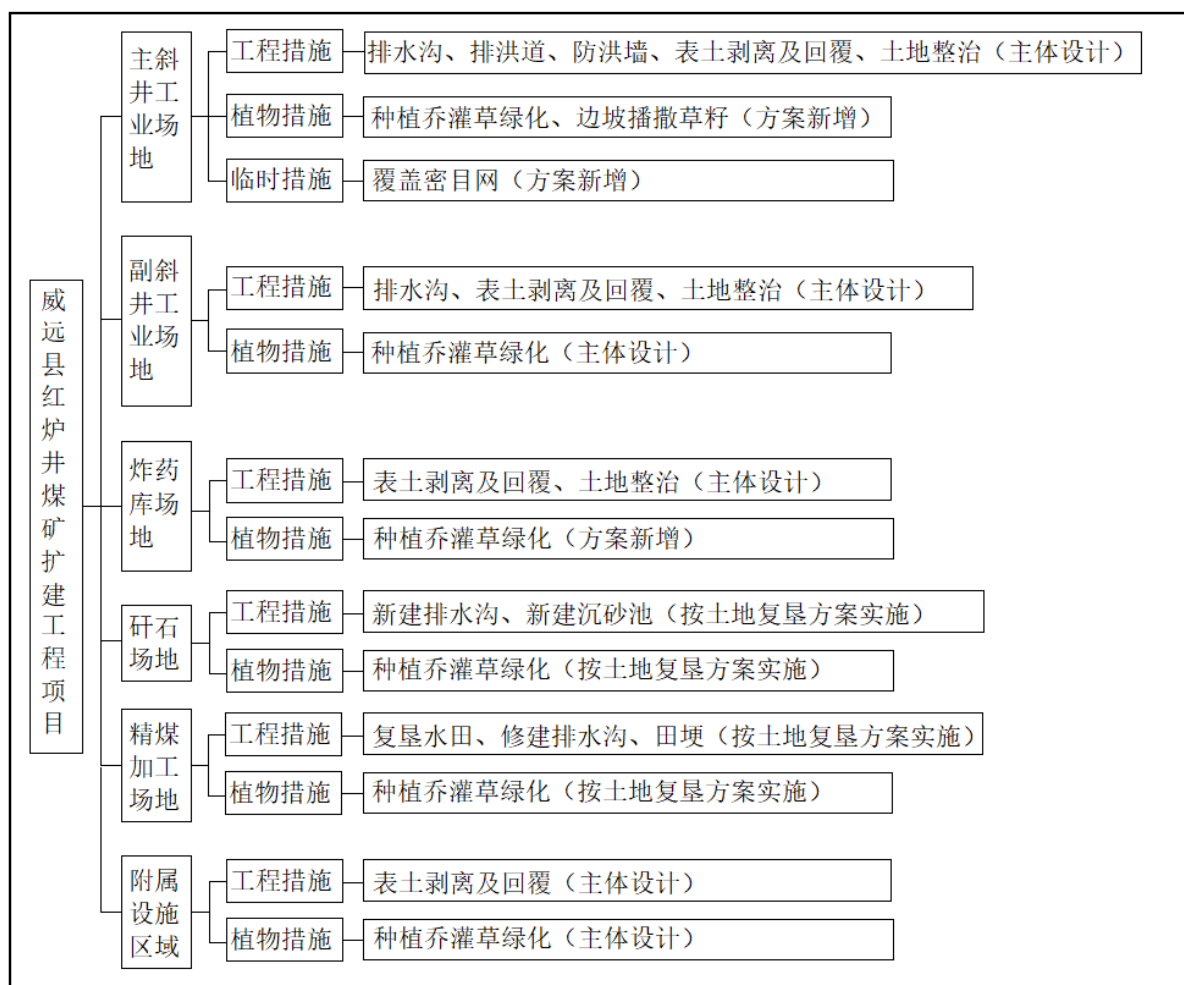 威远县红炉井煤矿扩建工程项目
主斜井工业场地
工程措施
排水沟、排洪道、防洪墙、表土剥离及回覆、土地整治（主体设计）
植物措施
种植乔灌草绿化、边坡播撒草籽（方案新增）
临时措施
覆盖密目网（方案新增）
副斜井工业场地
工程措施
排水沟、表土剥离及回覆、土地整治（主体设计）
植物措施
种植乔灌草绿化（主体设计）
炸药库场地
工程措施
表土剥离及回覆、土地整治（主体设计）
植物措施
种植乔灌草绿化（方案新增）
矸石场地
工程措施
新建排水沟、新建沉砂池（按土地复垦方案实施）
植物措施
种植乔灌草绿化（按土地复垦方案实施）
精煤加工场地
工程措施
复垦水田、修建排水沟、田埂（按土地复垦方案实施）
植物措施
种植乔灌草绿化（按土地复垦方案实施）
附属设施区域
工程措施
表土剥离及回覆（主体设计）
植物措施
种植乔灌草绿化（主体设计）